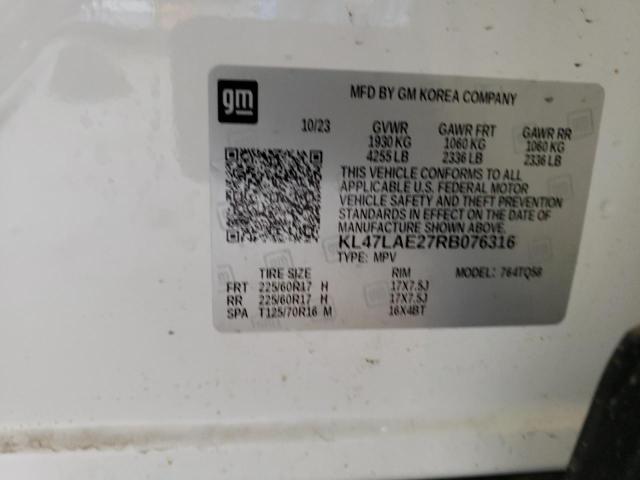 gm
MFD BY GM KOREA COMPANY
10/23 GVWR GAWR FRT GAWR RR
1930 KG 1060 KG 1060 KG
4255 LB 2336 LB 2336 LB
THIS VEHICLE CONFORMS TO ALL
APPLICABLE U.S. FEDERAL MOTOR
VEHICLE SAFETY AND THEFT PREVENTION
STANDARDS IN EFFECT ON THE DATE OF
MANUFACTURE SHOWN ABOVE.
KL47LAE27RB076316
TYPE: MPV
TIRE SIZE RIM MODEL: 764TQ58
FRT 225/60R17 H 17X7.5J
RR 225/60R17 H 17X7.5J
SPA T125/70R16 M 16X4BT